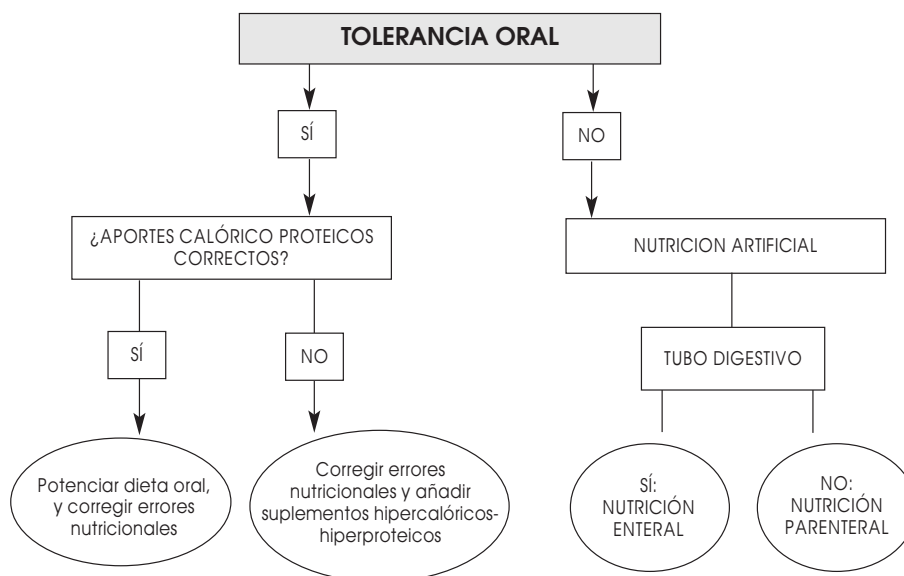 TOLERANCIA ORAL
SÍ
NO
¿APORTES CALÓRICO PROTEICOS
CORRECTOS?
NUTRICION ARTIFICIAL
SÍ
NO
TUBO DIGESTIVO
Potenciar dieta oral,
y corregir errores
nutricionales
Corregir errores
nutricionales y añadir
suplementos hipercalóricos-
hiperproteicos
SÍ:
NUTRICIÓN
ENTERAL
NO:
NUTRICIÓN
PARENTERAL